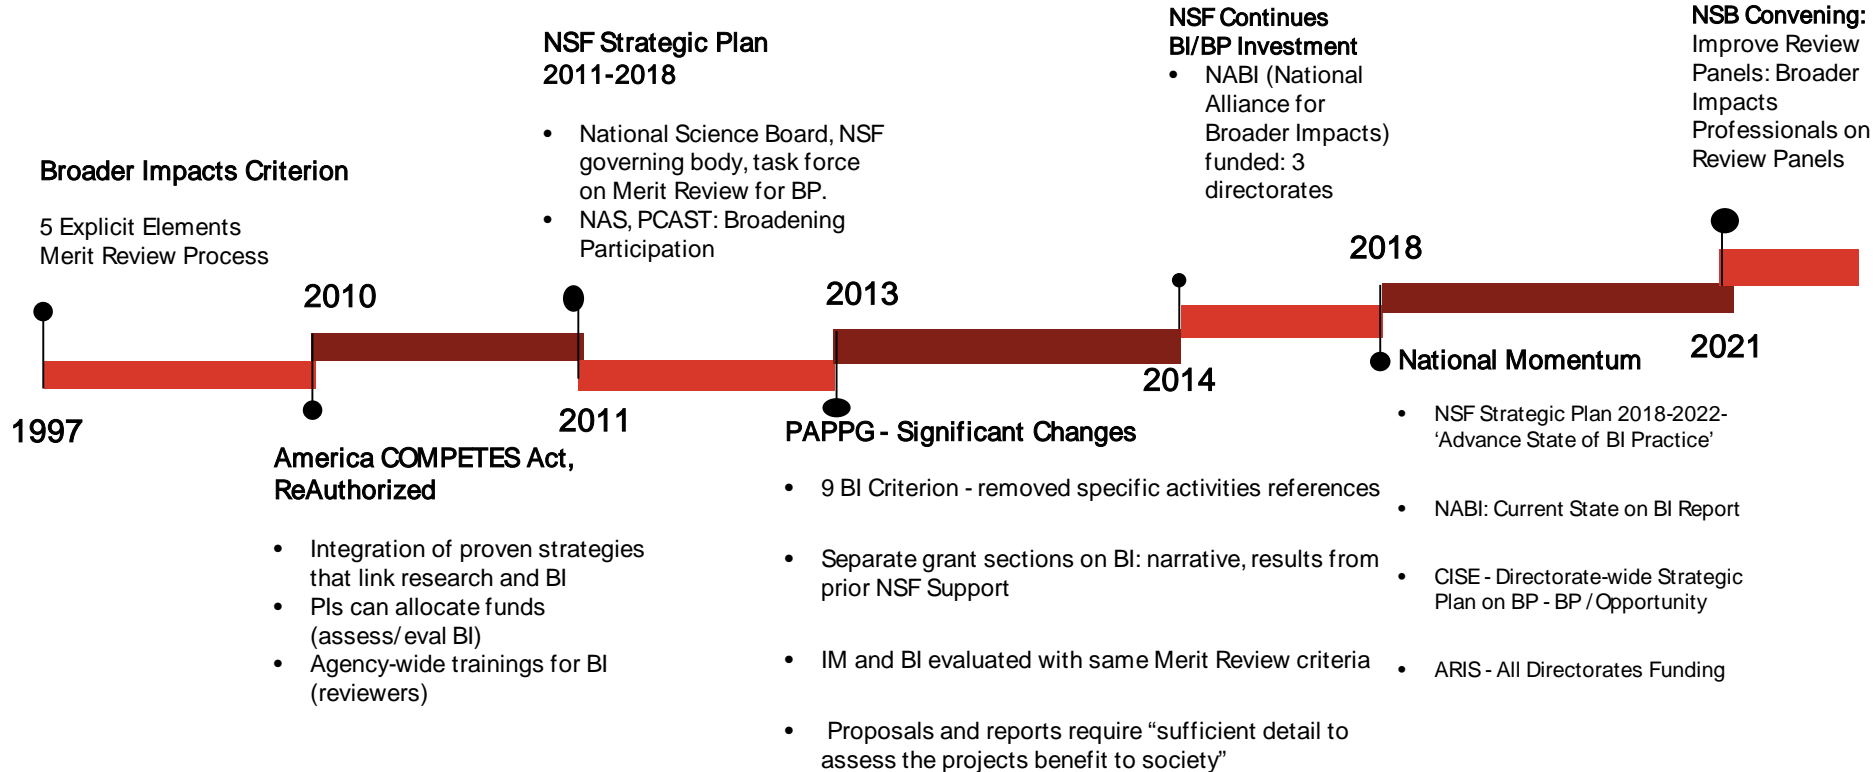 Broader Impacts Criterion
5 Explicit Elements
Merit Review Process
1997
2010
America COMPETES Act,
ReAuthorized
• Integration of proven strategies
that link research and BI
• PIs can allocate funds
(assess/eval BI)
• Agency-wide trainings for BI
(reviewers)
NSF Strategic Plan
2011-2018
• National Science Board, NSF
governing body, task force
on Merit Review for BP.
• NAS, PCAST: Broadening
Participation
2011
2013
PAPPG - Significant Changes
• 9 BI Criterion - removed specific activities references
• Separate grant sections on BI: narrative, results from
prior NSF Support
• IM and BI evaluated with same Merit Review criteria
• Proposals and reports require “sufficient detail to
assess the projects benefit to society”
NSF Continues
BI/BP Investment
• NABI (National
Alliance for
Broader Impacts)
funded: 3
directorates
2014
2018
National Momentum
• NSF Strategic Plan 2018-2022-
‘Advance State of BI Practice’
• NABI: Current State on BI Report
• CISE - Directorate-wide Strategic
Plan on BP - BP / Opportunity
• ARIS - All Directorates Funding
NSB Convening:
Improve Review
Panels: Broader
Impacts
Professionals on
Review Panels
2021